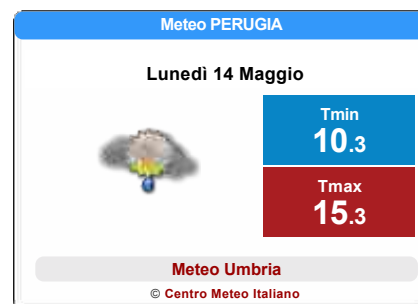 Meteo PERUGIA
Lunedì 14 Maggio
Tmin
10.3
Tmax
15.3
Meteo Umbria
© Centro Meteo Italiano